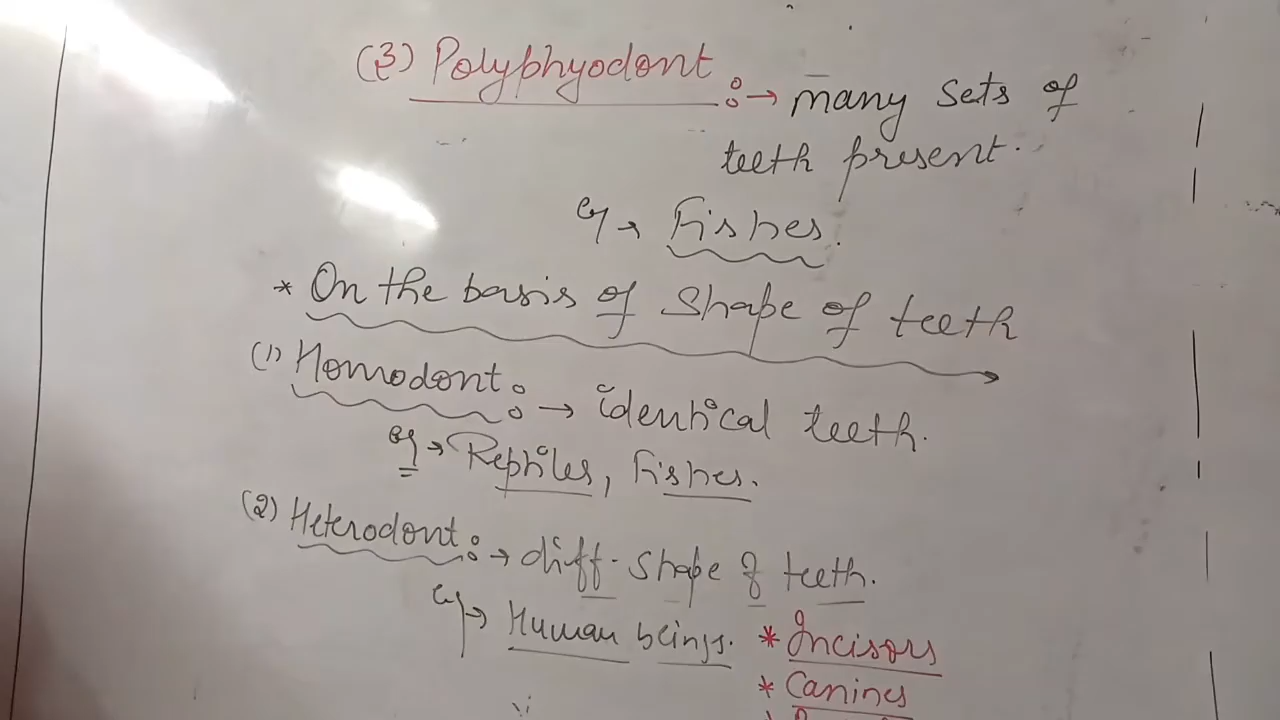 (3) Polyphyodont :→ many sets of
teeth present.
eg → Fishes.
* On the basis of Shape of teeth
(1) Homodont :→ identical teeth.
eg → Reptiles, Fishes.
(2) Heterodont :→ diff. shape of teeth.
eg → Human beings. * Incisors
* Canines